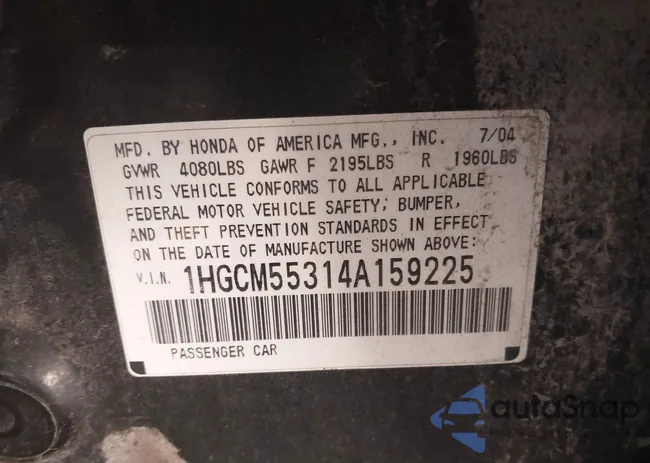 MFD. BY HONDA OF AMERICA MFG., INC. 7/04
GVWR 4080LBS GAWR F 2195LBS R 1960LBS
THIS VEHICLE CONFORMS TO ALL APPLICABLE
FEDERAL MOTOR VEHICLE SAFETY, BUMPER,
AND THEFT PREVENTION STANDARDS IN EFFECT
ON THE DATE OF MANUFACTURE SHOWN ABOVE:
V.I.N. 1HGCM55314A159225
PASSENGER CAR
autoSnap